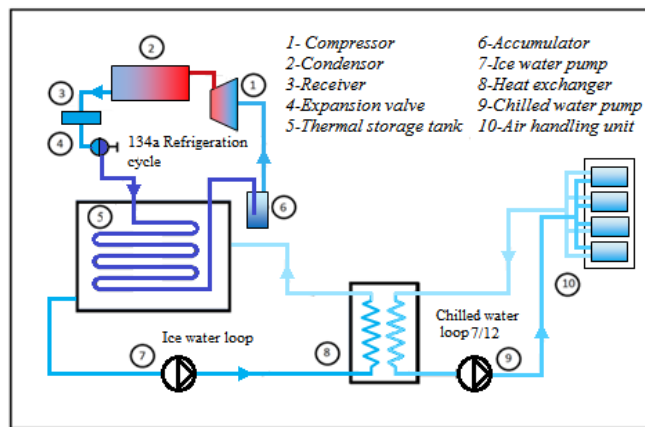 1- Compressor
2-Condensor
3-Receiver
4-Expansion valve
5-Thermal storage tank
6-Accumulator
7-Ice water pump
8-Heat exchanger
9-Chilled water pump
10-Air handling unit
2
1
3
4
134a Refrigeration
cycle
5
6
10
Ice water loop
Chilled water
loop 7/12
7
8
9